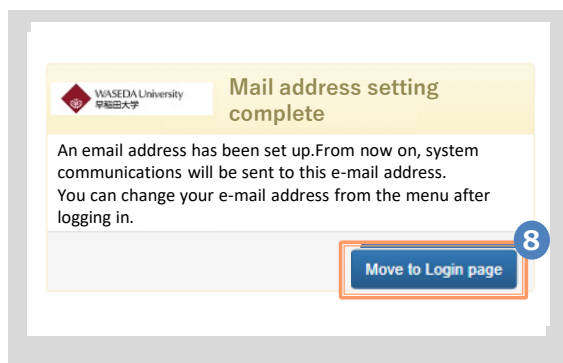 WASEDA University
早稲田大学
Mail address setting
complete
An email address has been set up.From now on, system
communications will be sent to this e-mail address.
You can change your e-mail address from the menu after
logging in.
8
Move to Login page